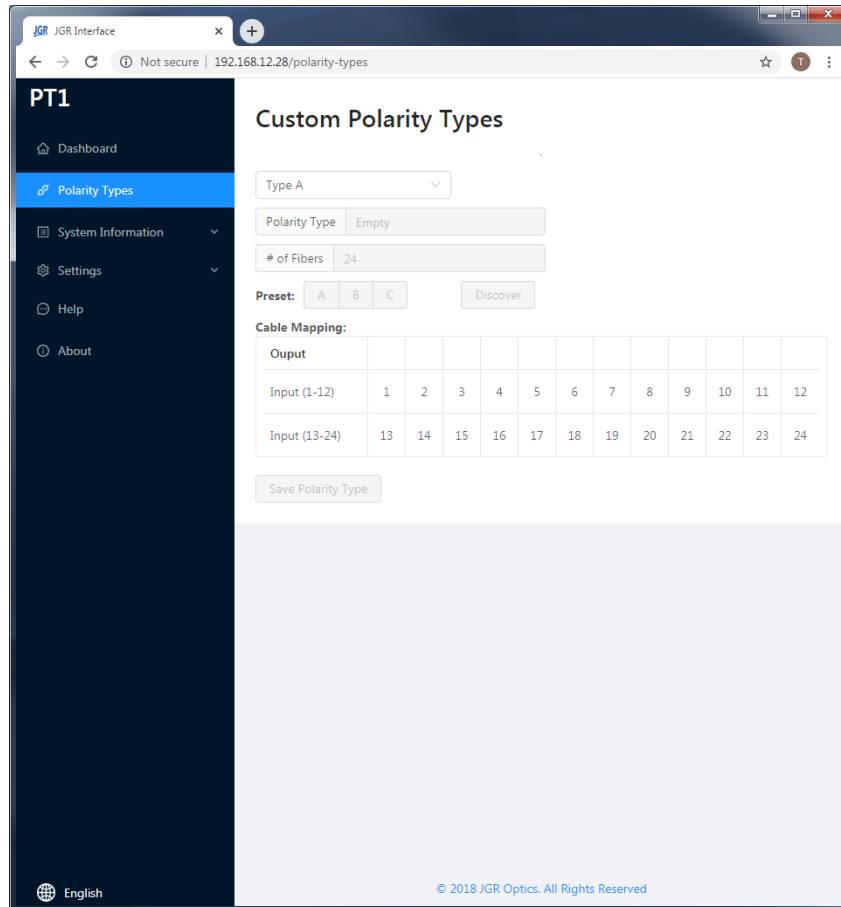 JGR JGR Interface
Not secure | 192.168.12.28/polarity-types
T
PT1
Dashboard
Polarity Types
System Information
Settings
Help
About
English
Custom Polarity Types
Type A
Polarity Type Empty
# of Fibers 24
Preset: A B C Discover
Cable Mapping:
Ouput
Input (1-12) 1 2 3 4 5 6 7 8 9 10 11 12
Input (13-24) 13 14 15 16 17 18 19 20 21 22 23 24
Save Polarity Type
© 2018 JGR Optics. All Rights Reserved